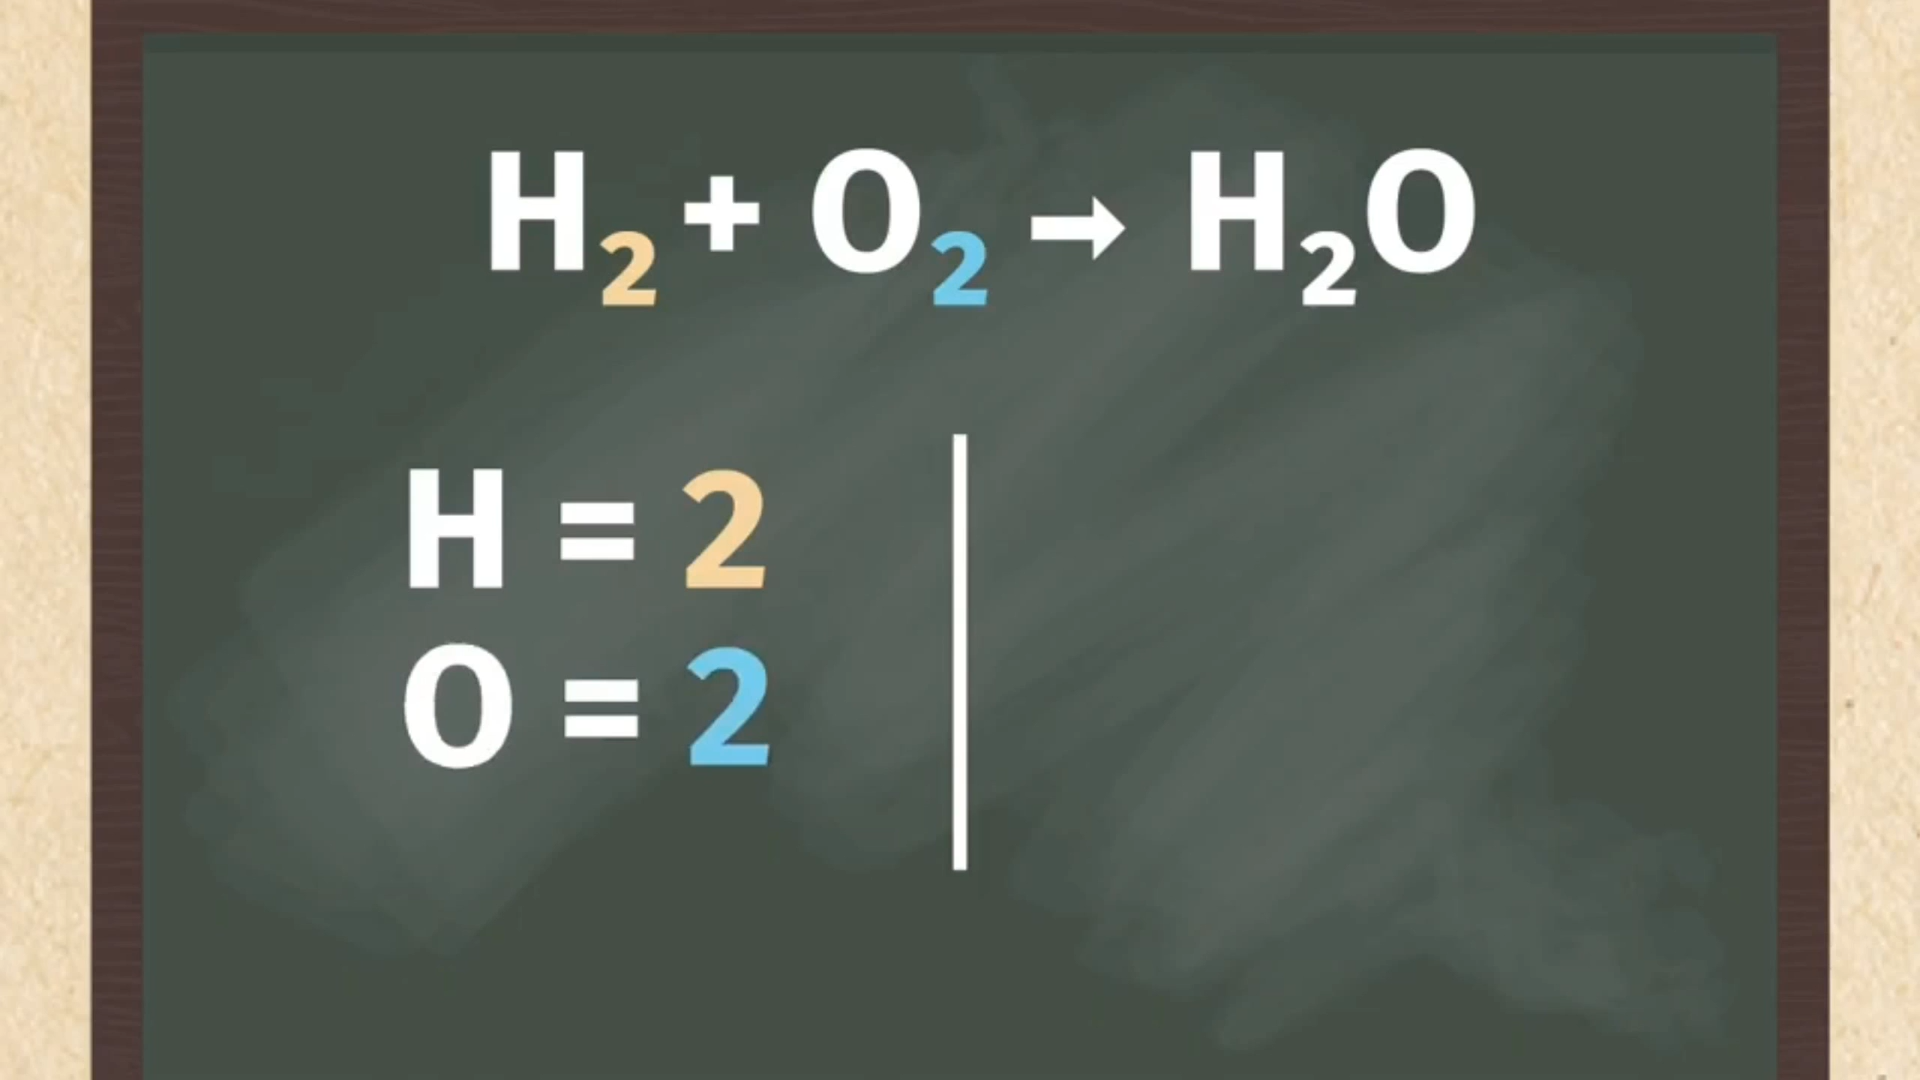 H₂ + O₂ → H₂O
H = 2
O = 2